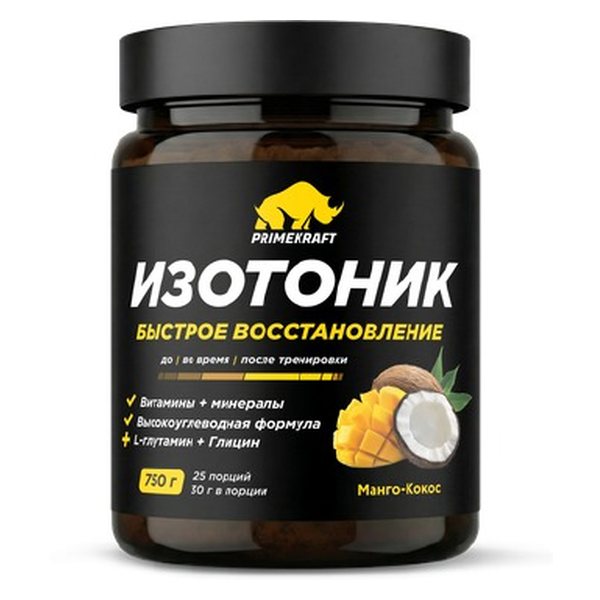 PRIMEKRAFT
ИЗОТОНИК
БЫСТРОЕ ВОССТАНОВЛЕНИЕ
до / во время / после тренировки
Витамины + минералы
Высокоуглеводная формула
+ L-глутамин + Глицин
750 г
25 порций
30 г в порции
Манго-Кокос